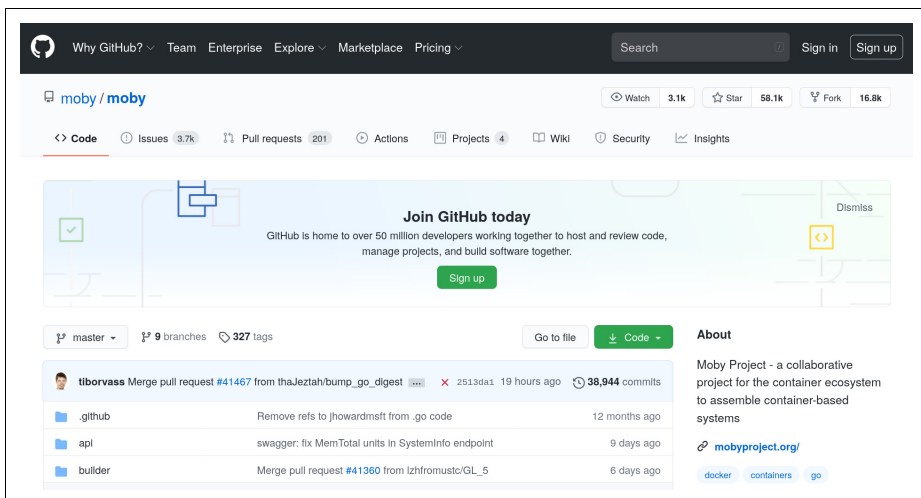 Why GitHub? Team Enterprise Explore Marketplace Pricing Search / Sign in Sign up
moby / moby Watch 3.1k Star 58.1k Fork 16.8k
Code Issues 3.7k Pull requests 201 Actions Projects 4 Wiki Security Insights
Dismiss
Join GitHub today
GitHub is home to over 50 million developers working together to host and review code,
manage projects, and build software together.
Sign up
master 9 branches 327 tags Go to file Code
tiborvass Merge pull request #41467 from thaJeztah/bump_go_digest ... 2513da1 19 hours ago 38,944 commits
.github Remove refs to jhowardmsft from .go code 12 months ago
api swagger: fix MemTotal units in SystemInfo endpoint 9 days ago
builder Merge pull request #41360 from lzhfromustc/GL_5 6 days ago
About
Moby Project - a collaborative
project for the container ecosystem
to assemble container-based
systems
mobyproject.org/
docker containers go